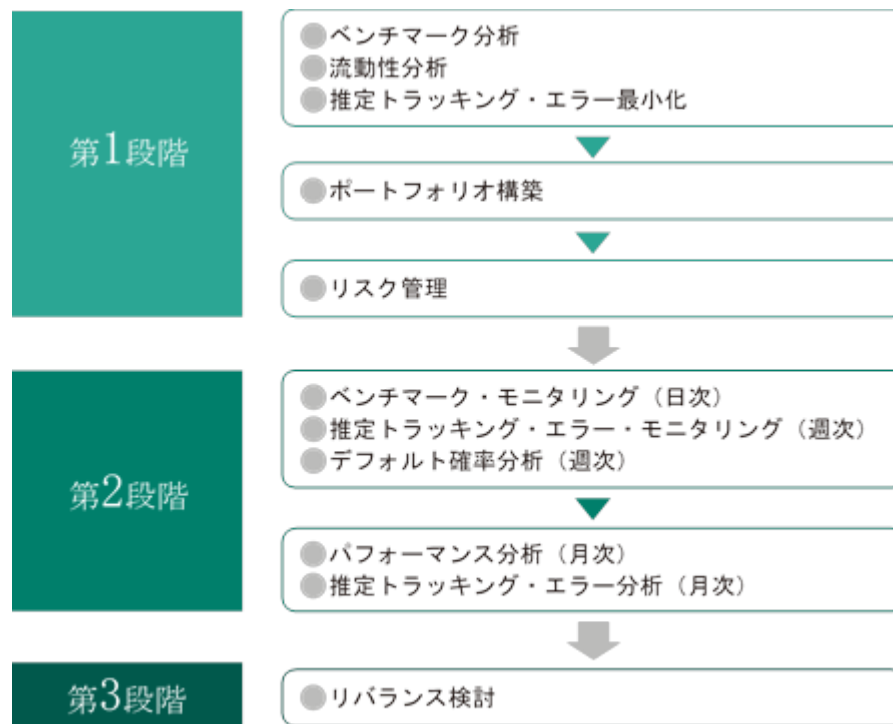 第1段階
●ベンチマーク分析
●流動性分析
●推定トラッキング・エラー最小化
●ポートフォリオ構築
●リスク管理
第2段階
●ベンチマーク・モニタリング（日次）
●推定トラッキング・エラー・モニタリング（週次）
●デフォルト確率分析（週次）
●パフォーマンス分析（月次）
●推定トラッキング・エラー分析（月次）
第3段階
●リバランス検討